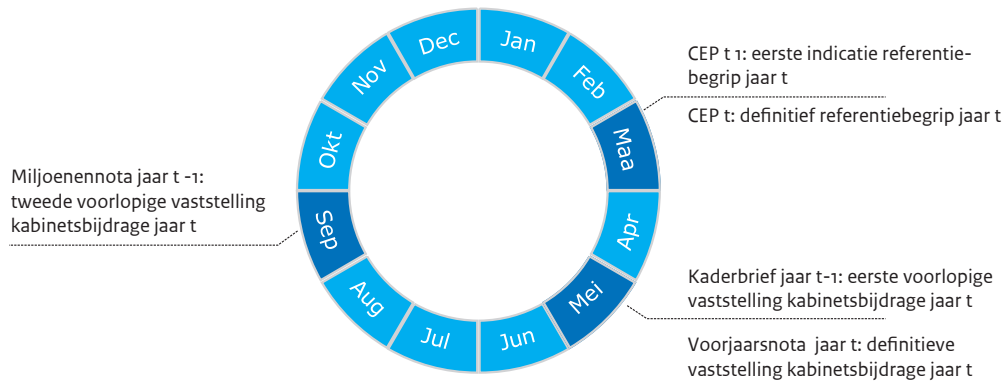 Jan
Feb
Maa
Apr
Mei
Jun
Jul
Aug
Sep
Okt
Nov
Dec
CEP t 1: eerste indicatie referentie-
begrip jaar t
CEP t: definitief referentiebegrip jaar t
Kaderbrief jaar t-1: eerste voorlopige
vaststelling kabinetsbijdrage jaar t
Voorjaarsnota jaar t: definitieve
vaststelling kabinetsbijdrage jaar t
Miljoenennota jaar t -1:
tweede voorlopige vaststelling
kabinetsbijdrage jaar t